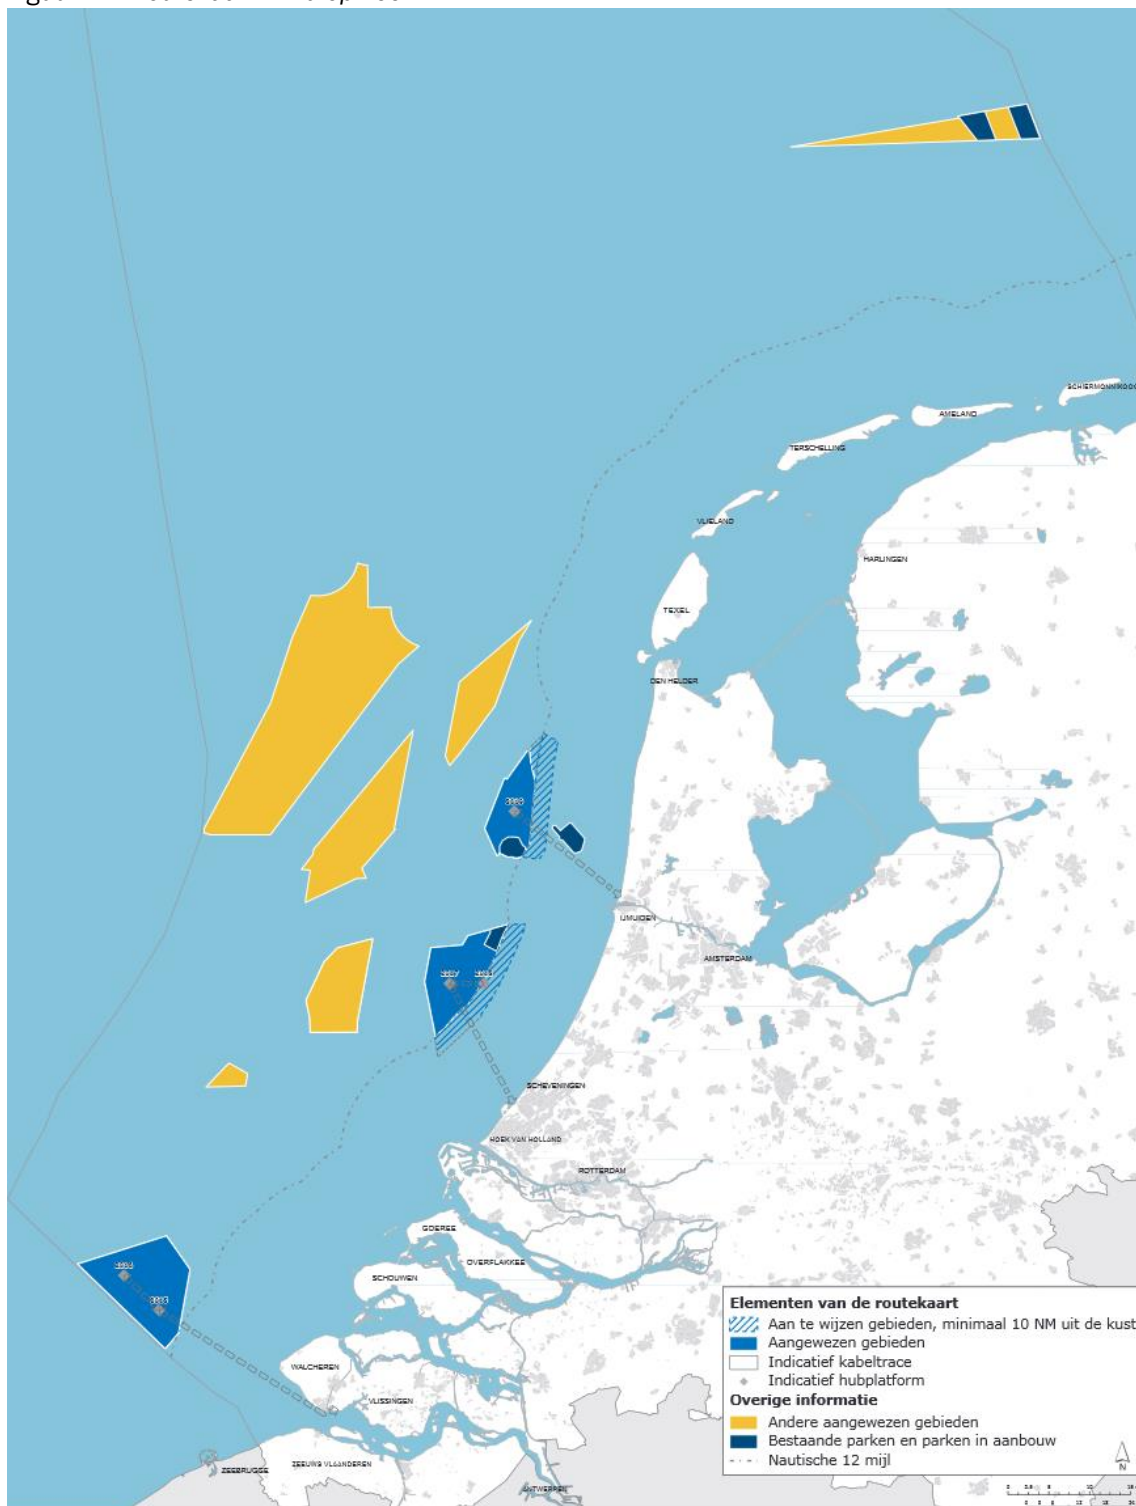 SCHIERMONNIKOOG
AMELAND
TERSCHELLING
VLIELAND
HARLINGEN
TEXEL
DEN HELDER
IJMUIDEN
AMSTERDAM
SCHEVENINGEN
HOEK VAN HOLLAND
ROTTERDAM
GOEREE
OVERFLAKKEE
SCHOUWEN
WALCHEREN
VLISSINGEN
ZEEBRUGGE
ZEEUWS VLAANDEREN
ANTWERPEN
Elementen van de routekaart
Aan te wijzen gebieden, minimaal 10 NM uit de kust
Aangewezen gebieden
Indicatief kabeltrace
Indicatief hubplatform
Overige informatie
Andere aangewezen gebieden
Bestaande parken en parken in aanbouw
Nautische 12 mijl
N